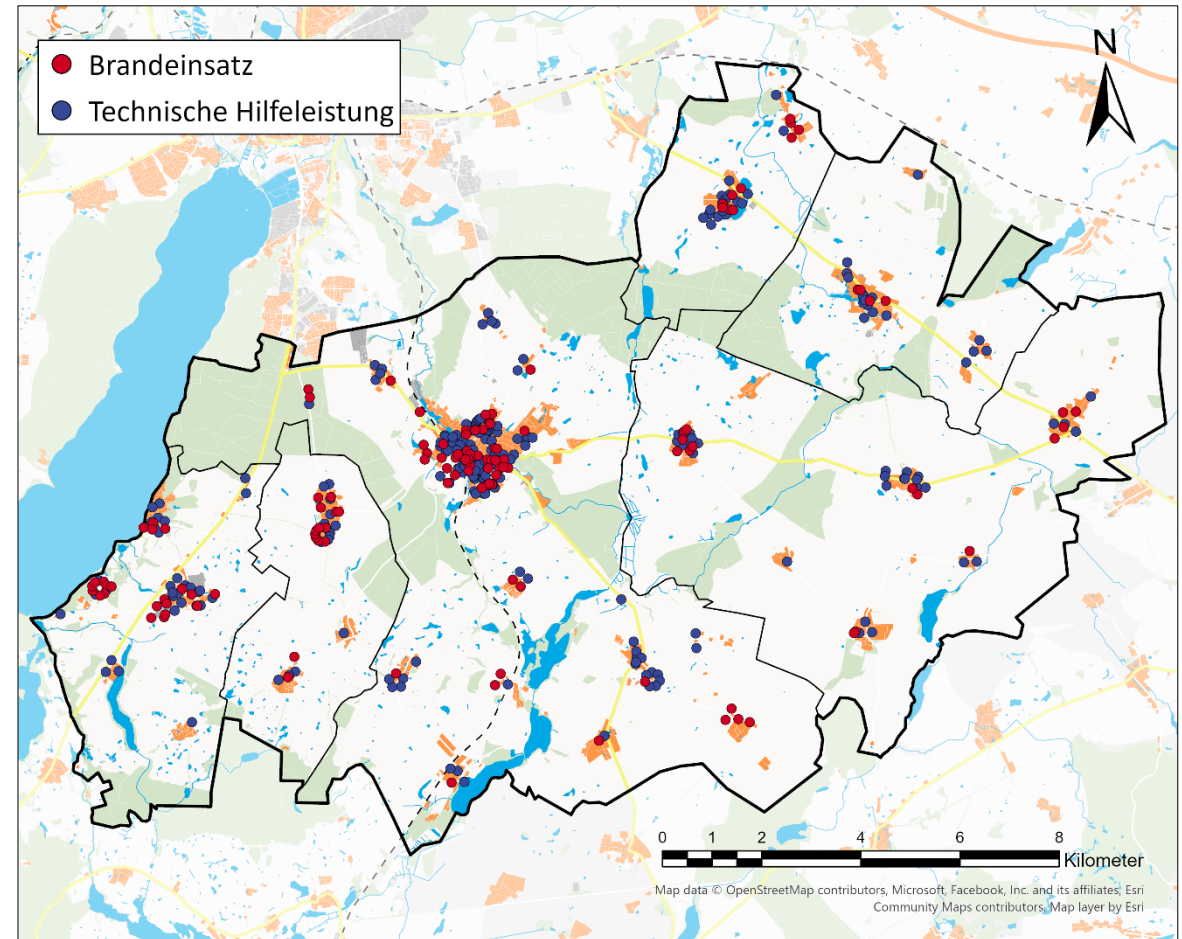 Brandeinsatz
Technische Hilfeleistung
N
0 1 2 4 6 8
Kilometer
Map data © OpenStreetMap contributors, Microsoft, Facebook, Inc. and its affiliates, Esri
Community Maps contributors, Map layer by Esri